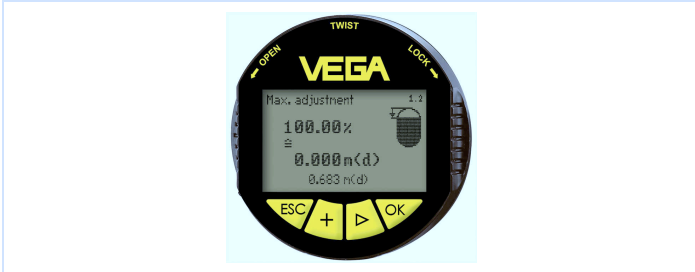 TWIST
← OPEN
LOCK →
VEGA
Max. adjustment 1.2
100.00%
≙
0.000m(d)
0.683 m(d)
ESC + ▷ OK